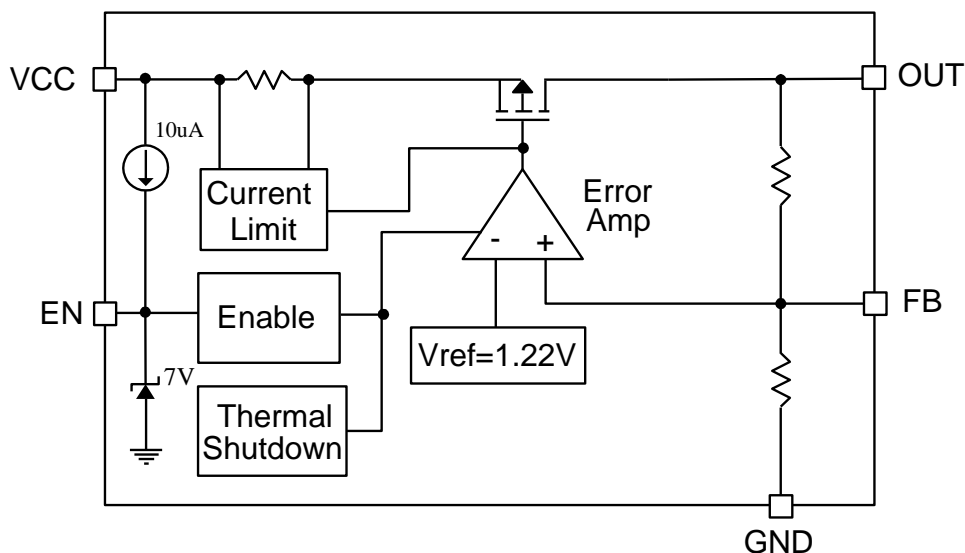 VCC
OUT
10uA
Current
Limit
Error
Amp
-
+
EN
Enable
FB
Vref=1.22V
7V
Thermal
Shutdown
GND